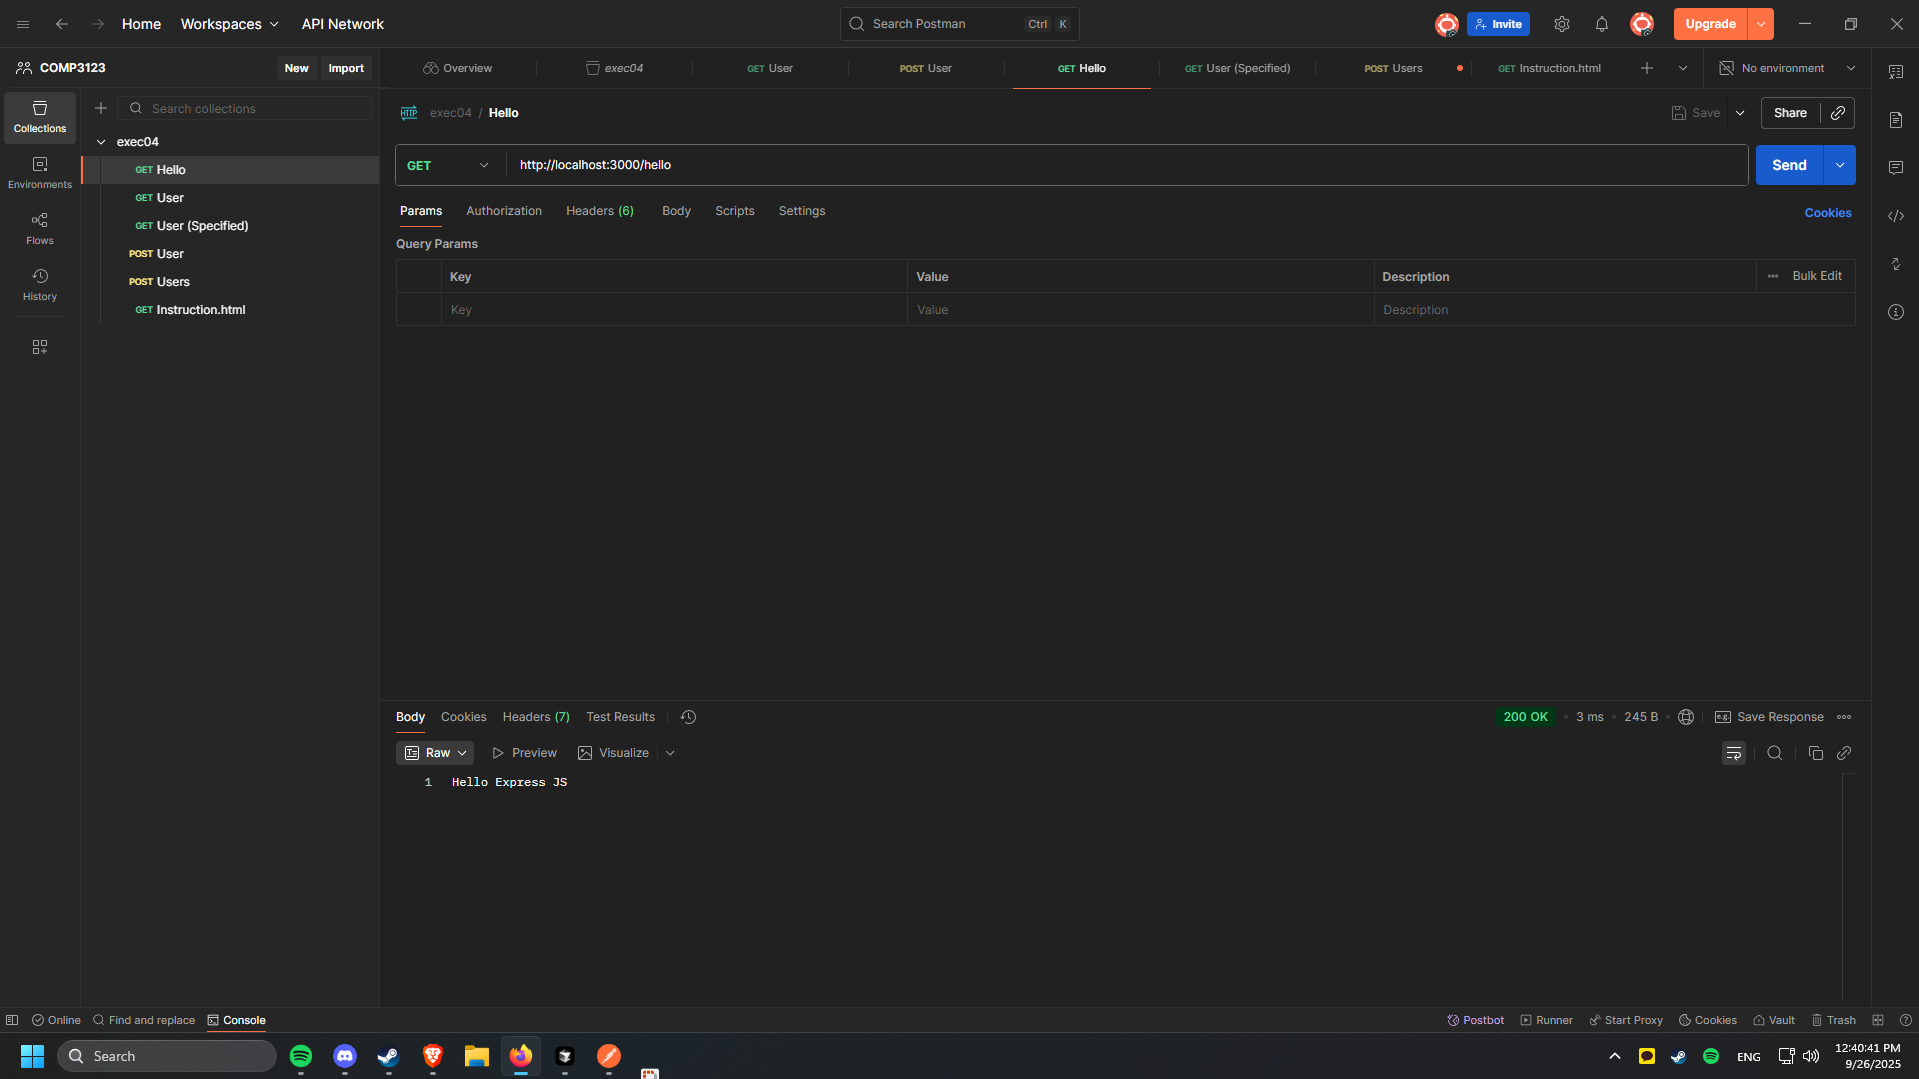 Home Workspaces API Network
Search Postman Ctrl K
Invite Upgrade
COMP3123 New Import
Overview exec04 GET User POST User GET Hello GET User (Specified) POST Users GET Instruction.html No environment
Collections
Environments
Flows
History
Search collections
exec04
GET Hello
GET User
GET User (Specified)
POST User
POST Users
GET Instruction.html
HTTP exec04 / Hello Save Share
GET http://localhost:3000/hello Send
Params Authorization Headers (6) Body Scripts Settings Cookies
Query Params
Key Value Description Bulk Edit
Key Value Description
Body Cookies Headers (7) Test Results 200 OK 3 ms 245 B e.g. Save Response
Raw Preview Visualize
1 Hello Express JS
Online Find and replace Console Postbot Runner Start Proxy Cookies Vault Trash
Search ENG 12:40:41 PM
9/26/2025